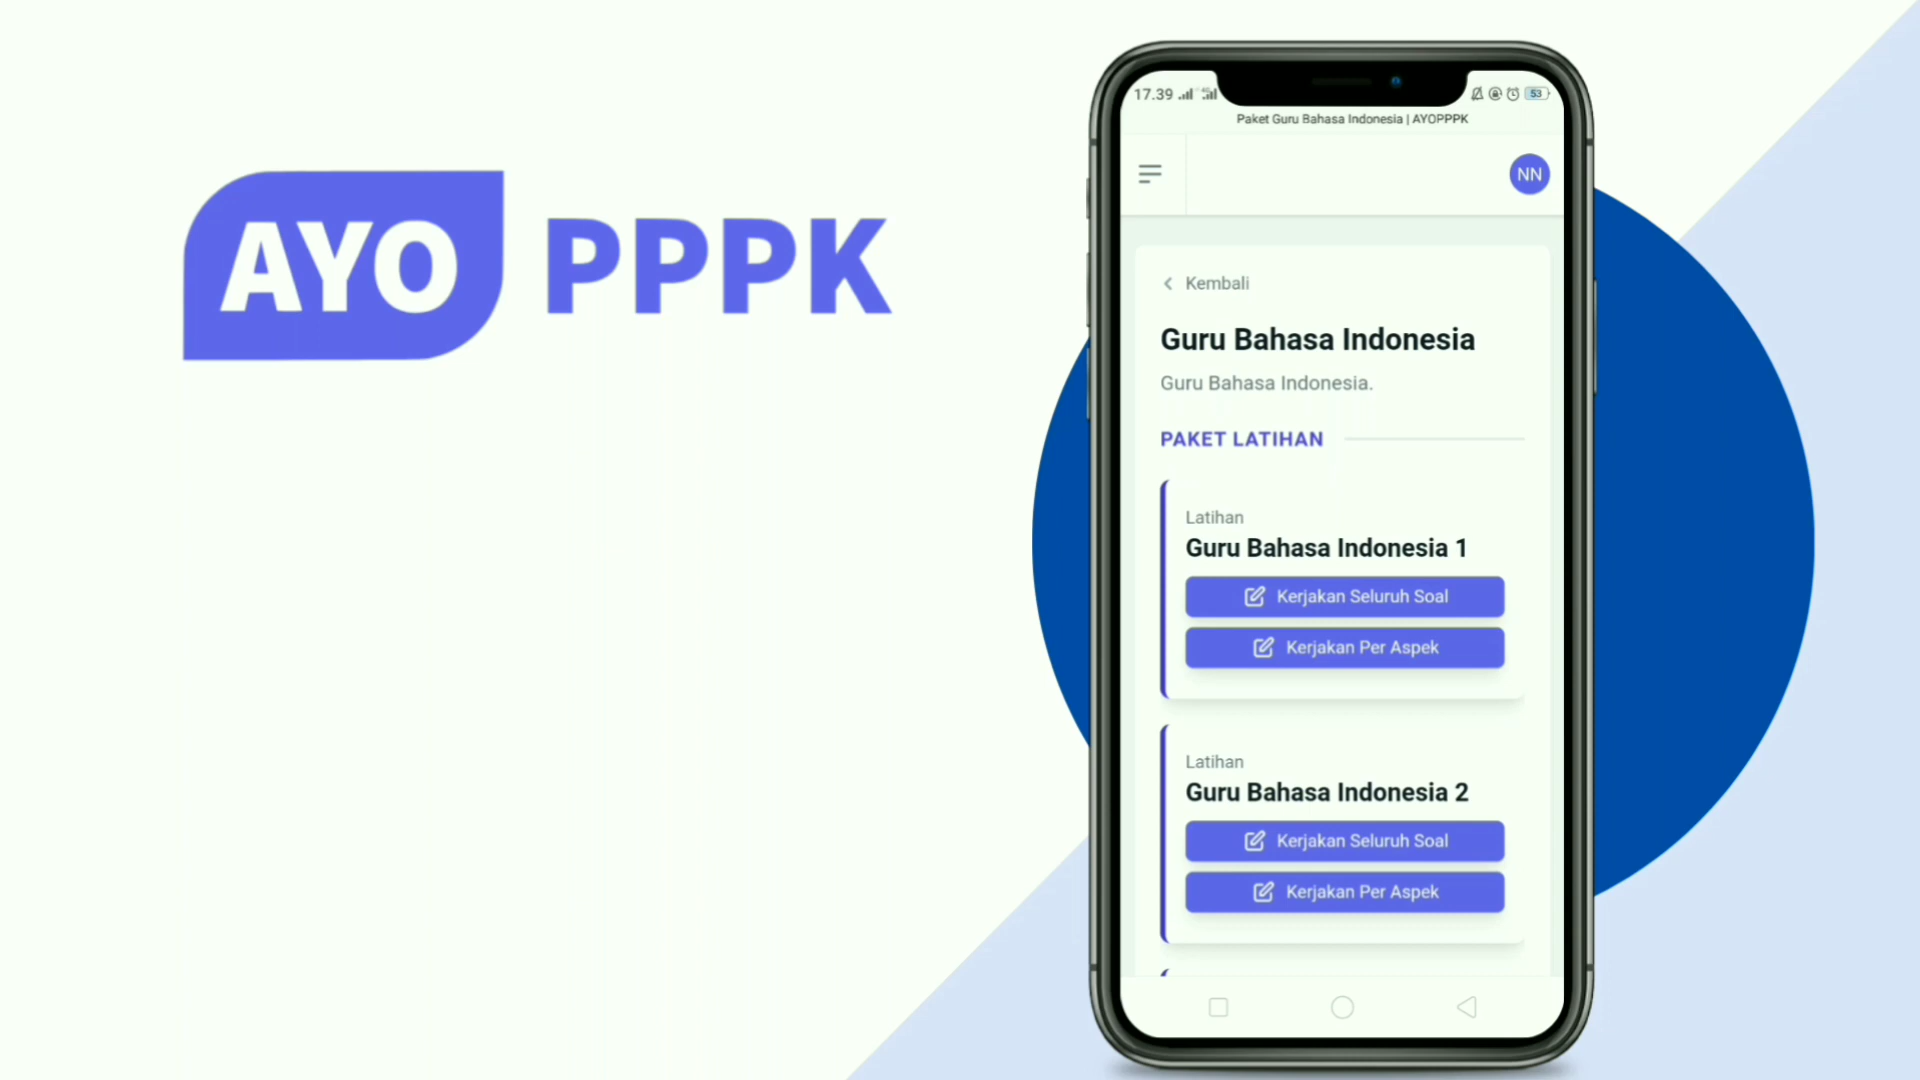 AYO PPPK
17.39
53
Paket Guru Bahasa Indonesia | AYOPPPK
NN
Kembali
Guru Bahasa Indonesia
Guru Bahasa Indonesia.
PAKET LATIHAN
Latihan
Guru Bahasa Indonesia 1
Kerjakan Seluruh Soal
Kerjakan Per Aspek
Latihan
Guru Bahasa Indonesia 2
Kerjakan Seluruh Soal
Kerjakan Per Aspek